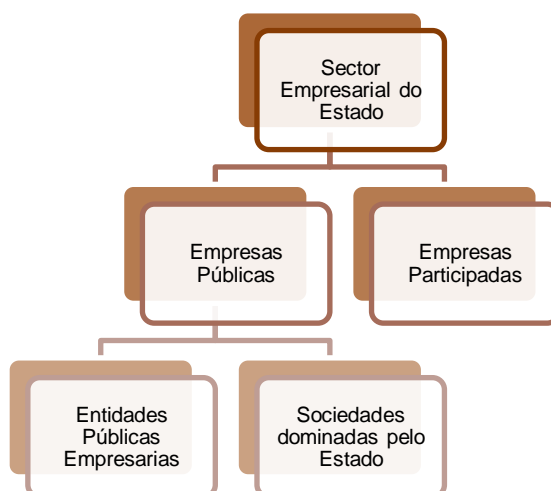 Sector
Empresarial do
Estado
Empresas
Públicas
Empresas
Participadas
Entidades
Públicas
Empresarias
Sociedades
dominadas pelo
Estado